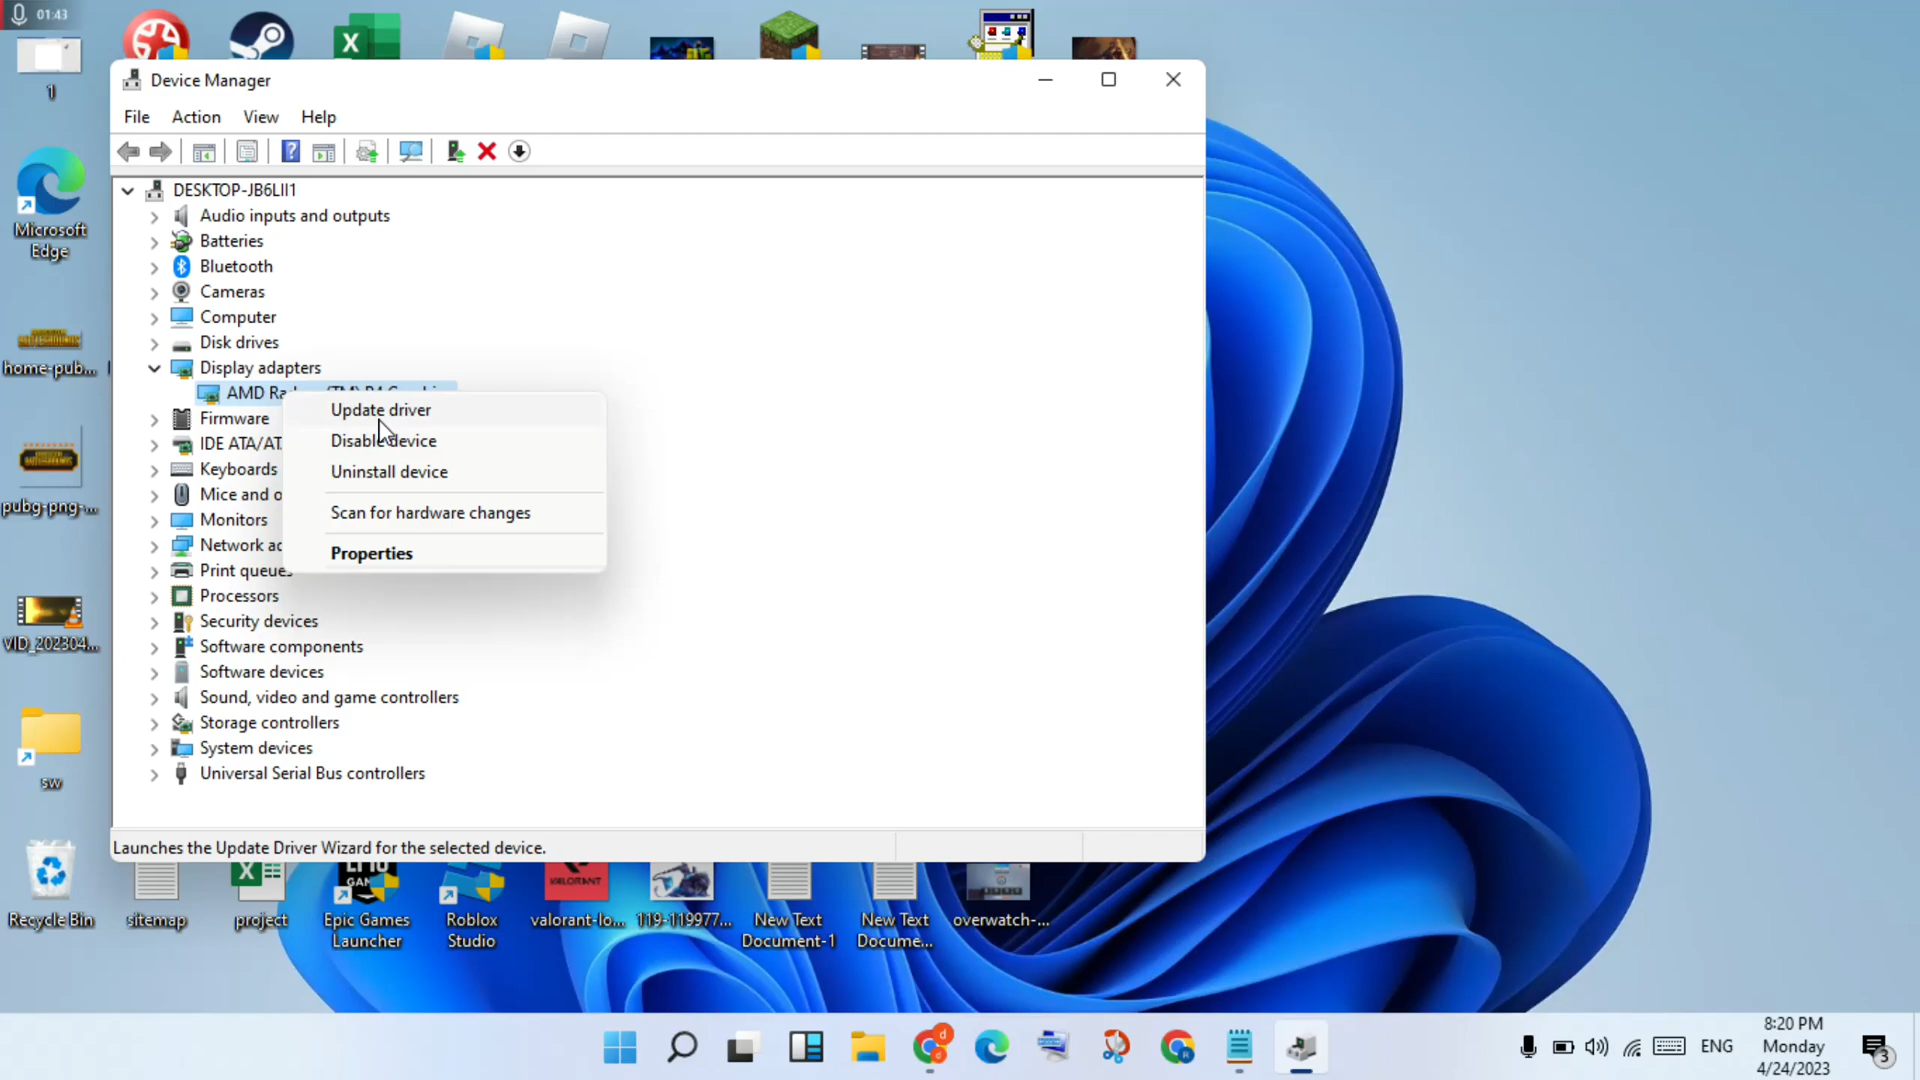 01:43
1
Device Manager
File Action View Help
DESKTOP-JB6LII1
Audio inputs and outputs
Batteries
Bluetooth
Cameras
Computer
Disk drives
Display adapters
AMD
Update driver
Firmware
Disable device
IDE ATA/AT
Keyboards
Uninstall device
Mice and o
Scan for hardware changes
Monitors
Network ad
Properties
Print queues
Processors
Security devices
Software components
Software devices
Sound, video and game controllers
Storage controllers
System devices
Universal Serial Bus controllers
Launches the Update Driver Wizard for the selected device.
Microsoft
Edge
home-pub...
pubg-png-...
VID_202304...
sw
Recycle Bin
sitemap
project
Epic Games
Launcher
Roblox
Studio
VALORANT
valorant-lo...
119-119977...
New Text
Document-1
New Text
Docume...
overwatch-...
ENG
8:20 PM
Monday
4/24/2023
3